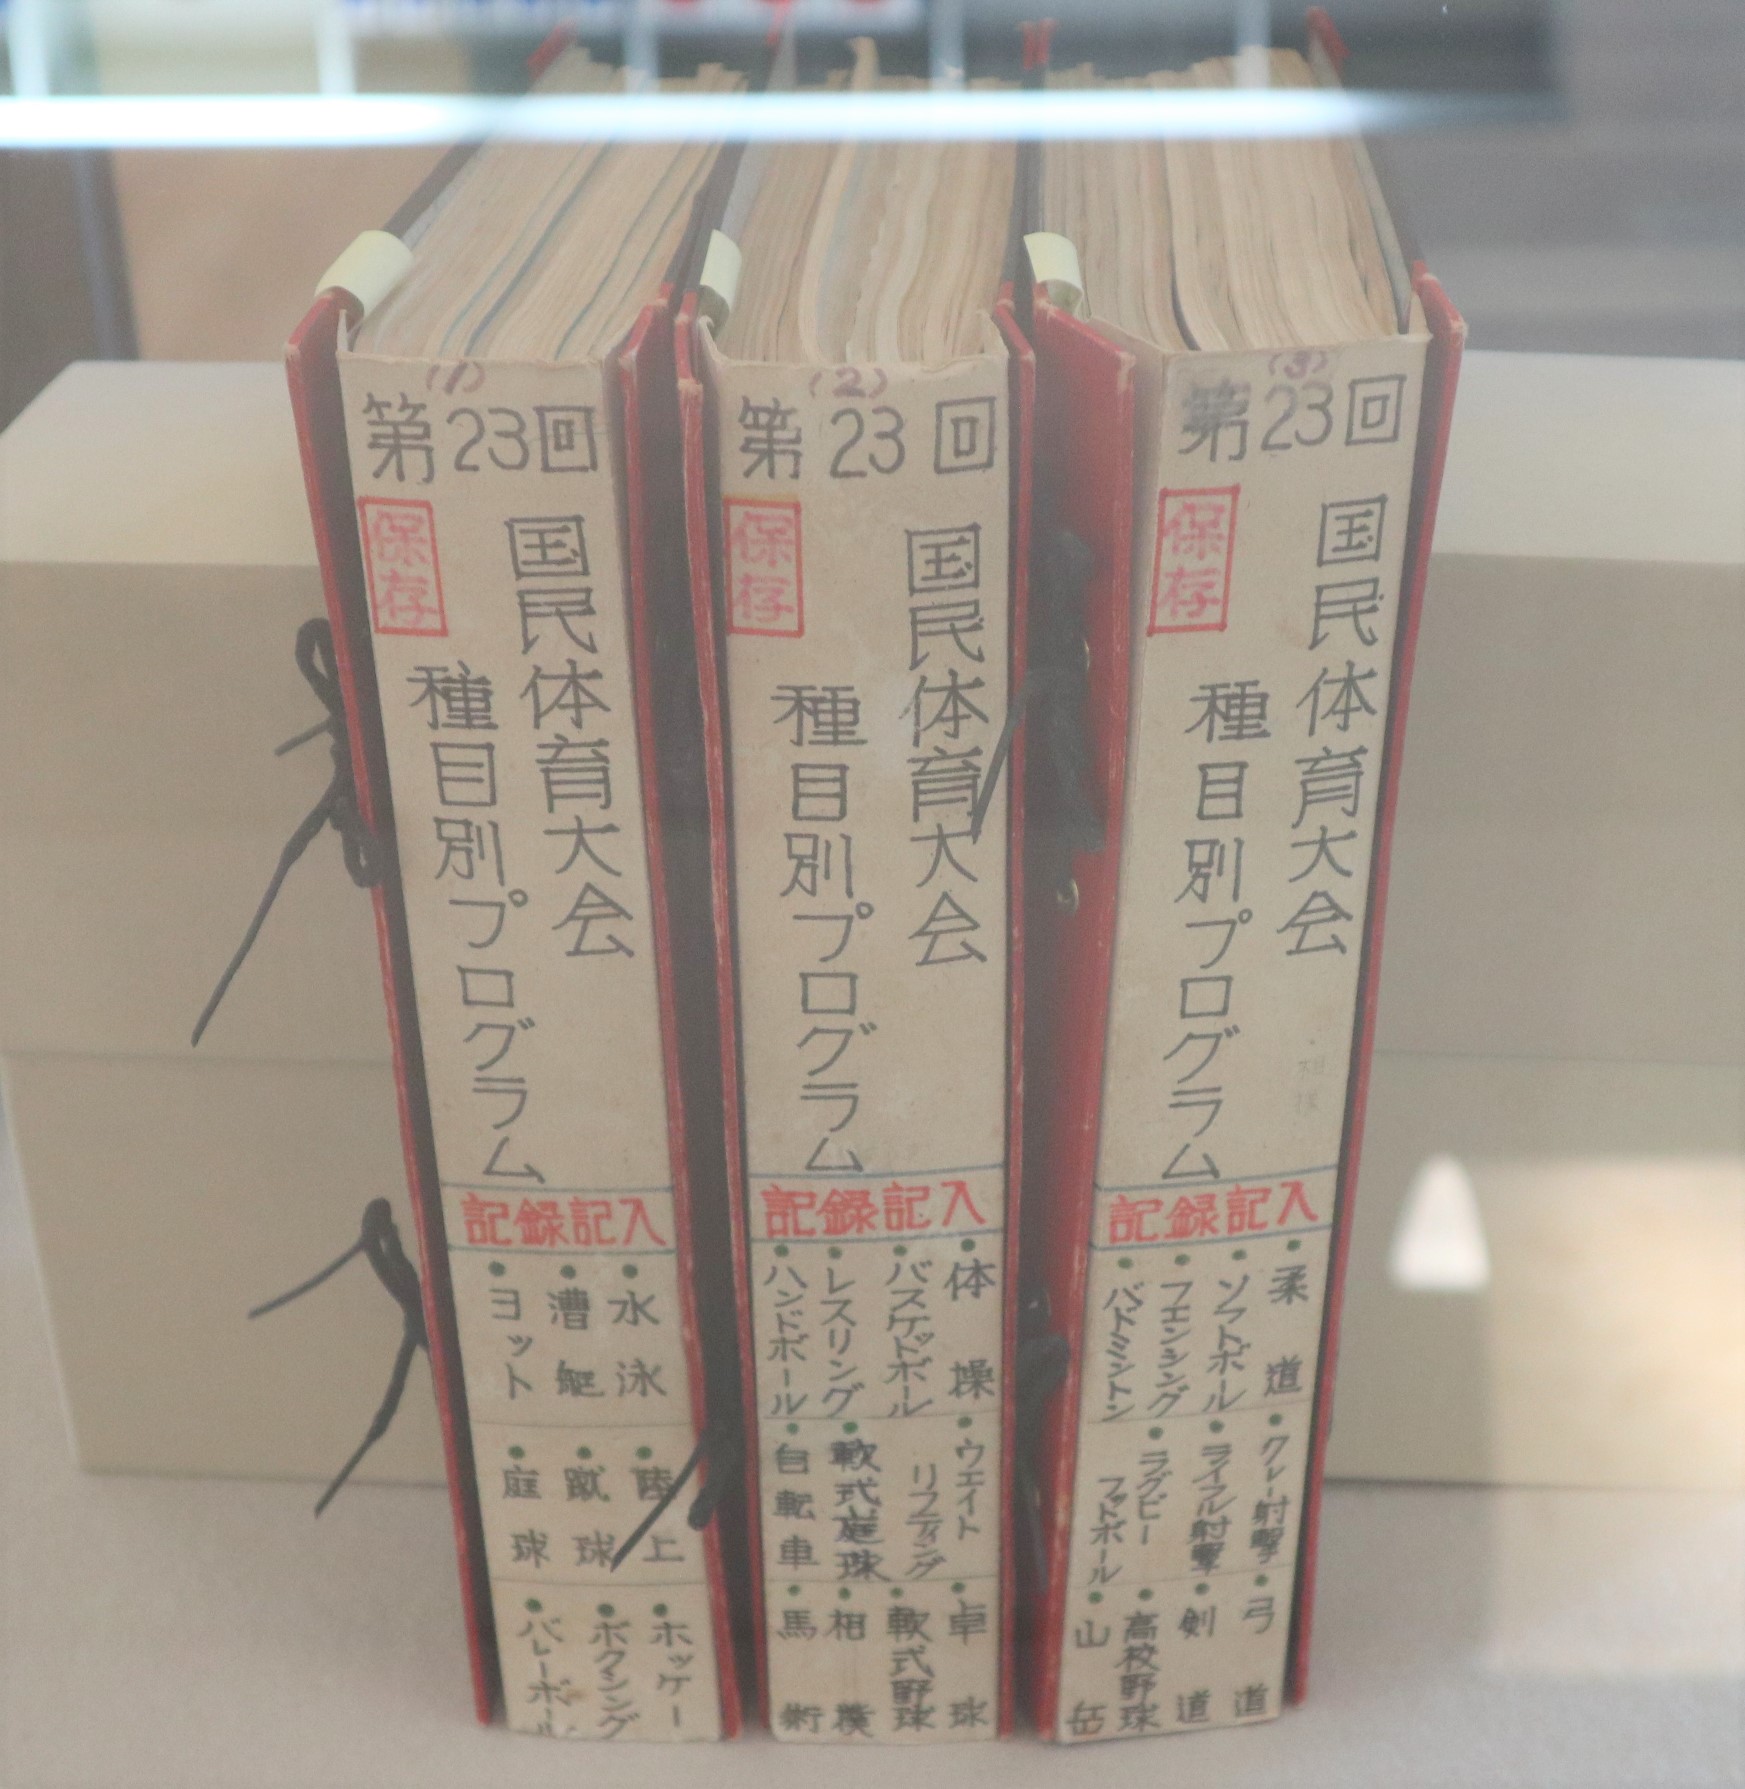 (1)
第23回
国民体育大会
種目別プログラム
保存
記録記入
・水泳
・漕艇
・ヨット
・陸上
・蹴球
・庭球
・ホッケー
・ボクシング
・バレーボール
(2)
第23回
国民体育大会
種目別プログラム
保存
記録記入
・体操
・バスケットボール
・レスリング
・ハンドボール
・ウエイト
リフティング
・軟式庭球
・自転車
・卓球
・軟式野球
・相撲
・馬術
(3)
第23回
国民体育大会
種目別プログラム
保存
記録記入
・柔道
・ソフトボール
・フェンシング
・バドミントン
・クレー射撃
・ライフル射撃
・ラグビー
フットボール
・弓道
・剣道
・高校野球
・山岳